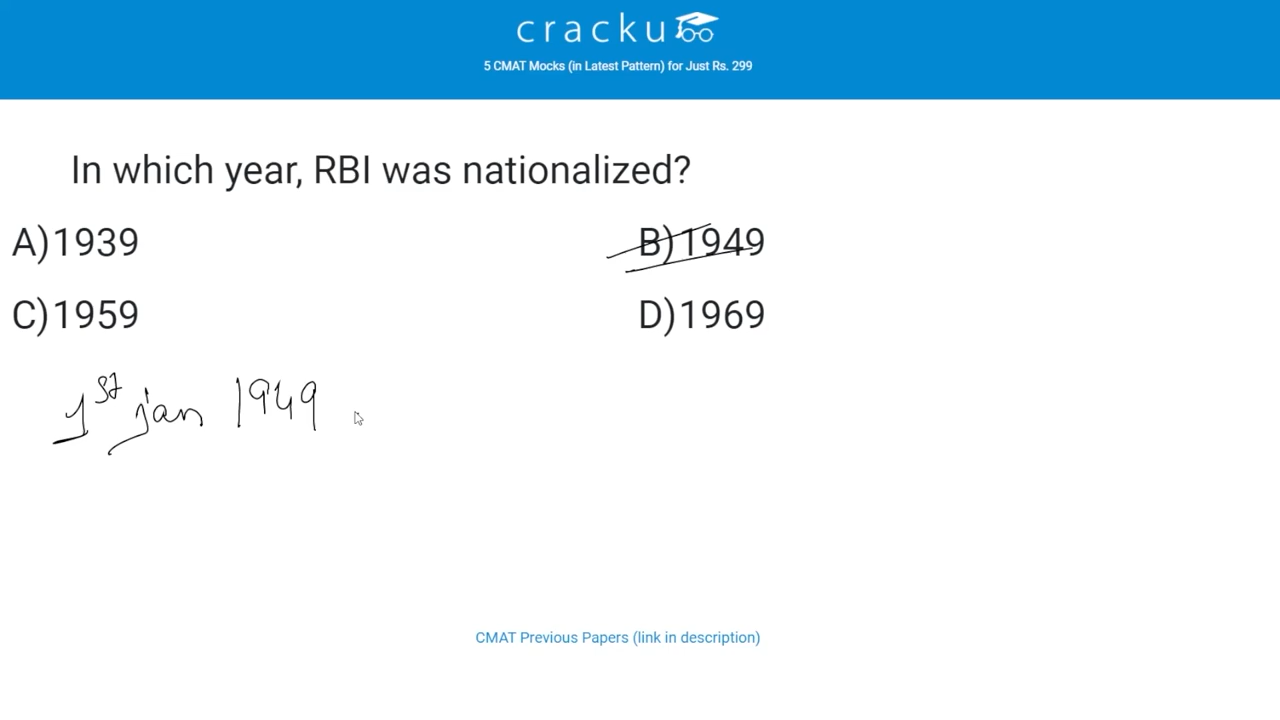 cracku
5 CMAT Mocks (in Latest Pattern) for Just Rs. 299
In which year, RBI was nationalized?
A)1939
B)1949
C)1959
D)1969
1st jan 1949
CMAT Previous Papers (link in description)